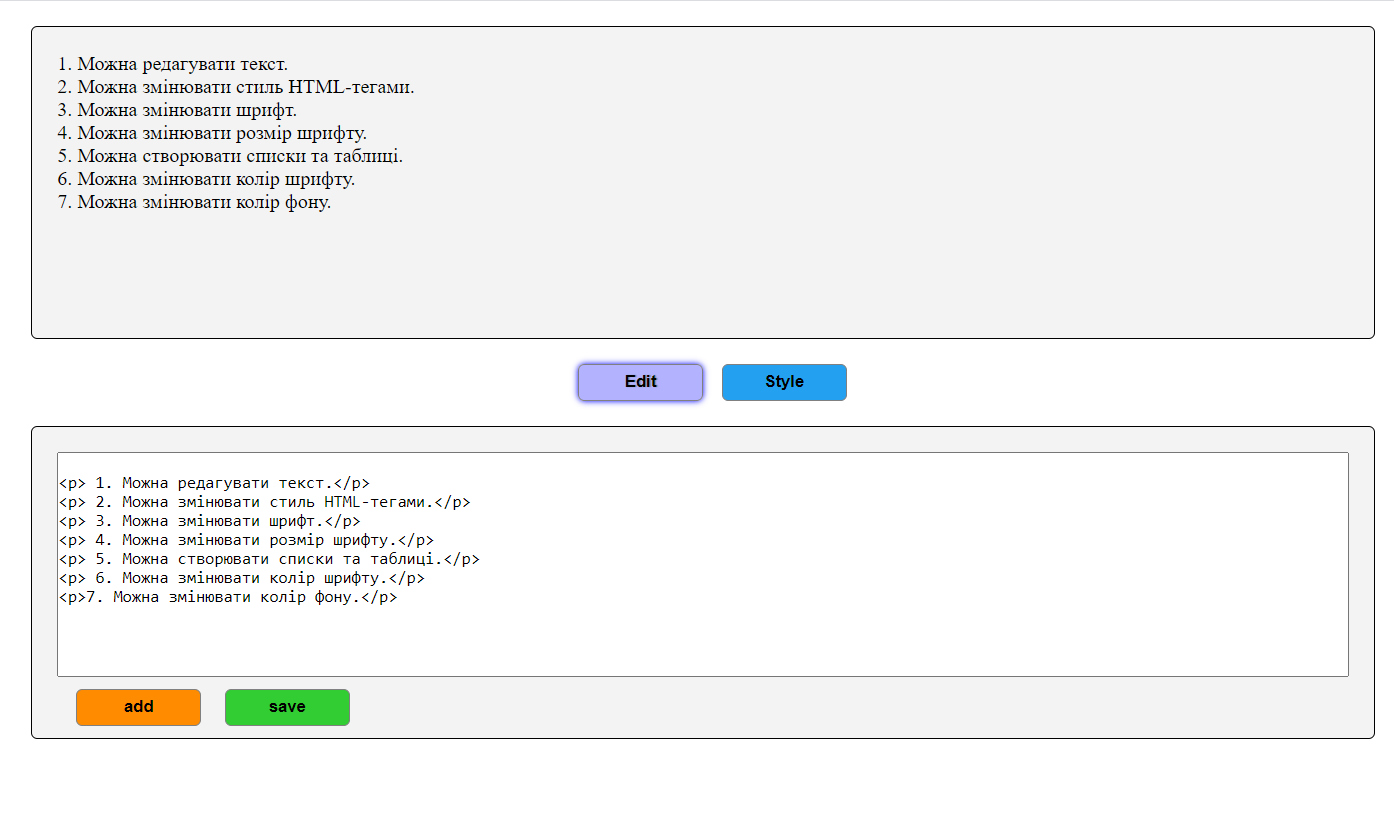 1. Можна редагувати текст.
2. Можна змінювати стиль HTML-тегами.
3. Можна змінювати шрифт.
4. Можна змінювати розмір шрифту.
5. Можна створювати списки та таблиці.
6. Можна змінювати колір шрифту.
7. Можна змінювати колір фону.
Edit Style
<p> 1. Можна редагувати текст.</p>
<p> 2. Можна змінювати стиль HTML-тегами.</p>
<p> 3. Можна змінювати шрифт.</p>
<p> 4. Можна змінювати розмір шрифту.</p>
<p> 5. Можна створювати списки та таблиці.</p>
<p> 6. Можна змінювати колір шрифту.</p>
<p>7. Можна змінювати колір фону.</p>
add save